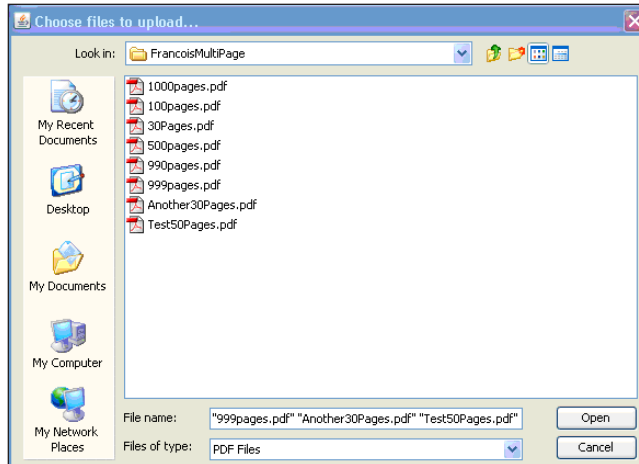 Choose files to upload...
Look in: FrancoisMultiPage
My Recent Documents
Desktop
My Documents
My Computer
My Network Places
1000pages.pdf
100pages.pdf
30Pages.pdf
500pages.pdf
990pages.pdf
999pages.pdf
Another30Pages.pdf
Test50Pages.pdf
File name: "999pages.pdf" "Another30Pages.pdf" "Test50Pages.pdf" Open
Files of type: PDF Files Cancel